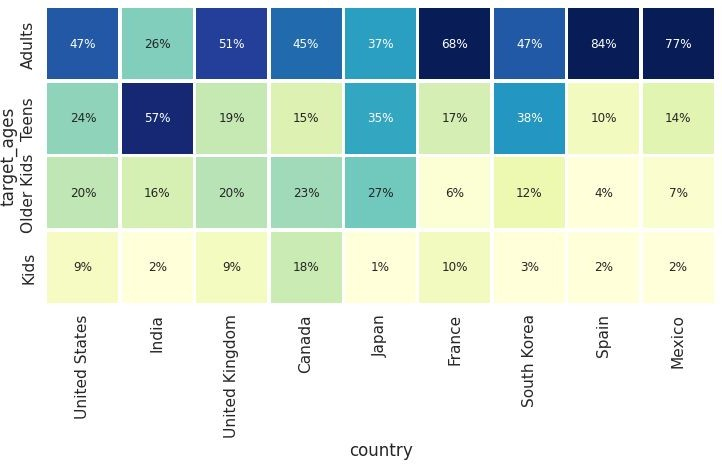 target_ages
Adults 47% 26% 51% 45% 37% 68% 47% 84% 77%
Teens 24% 57% 19% 15% 35% 17% 38% 10% 14%
Older Kids 20% 16% 20% 23% 27% 6% 12% 4% 7%
Kids 9% 2% 9% 18% 1% 10% 3% 2% 2%
United States India United Kingdom Canada Japan France South Korea Spain Mexico
country